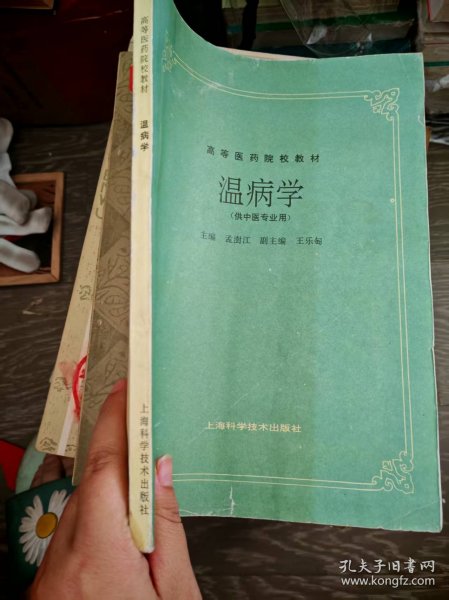 高等医药院校教材
温病学
上海科学技术出版社
高等医药院校教材
温病学
（供中医专业用）
主编 孟澍江 副主编 王乐匋
上海科学技术出版社
孔夫子旧书网
www.kongfz.com